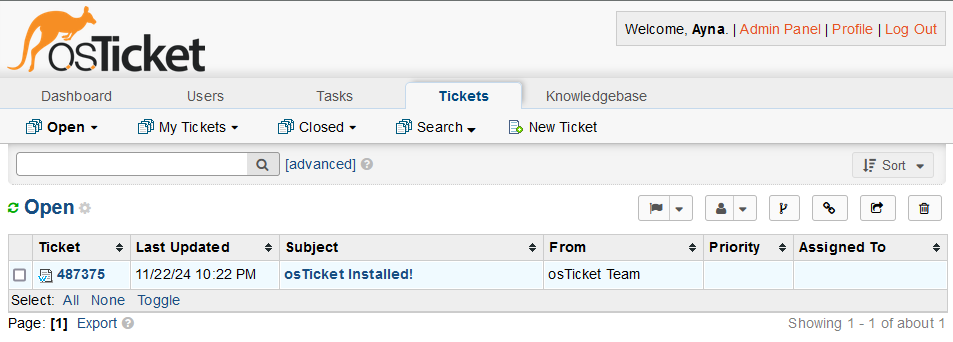 osTicket
Welcome, Ayna. | Admin Panel | Profile | Log Out
Dashboard Users Tasks Tickets Knowledgebase
Open My Tickets Closed Search New Ticket
[advanced] Sort
Open
Ticket Last Updated Subject From Priority Assigned To
487375 11/22/24 10:22 PM osTicket Installed! osTicket Team
Select: All None Toggle
Page: [1] Export Showing 1 - 1 of about 1